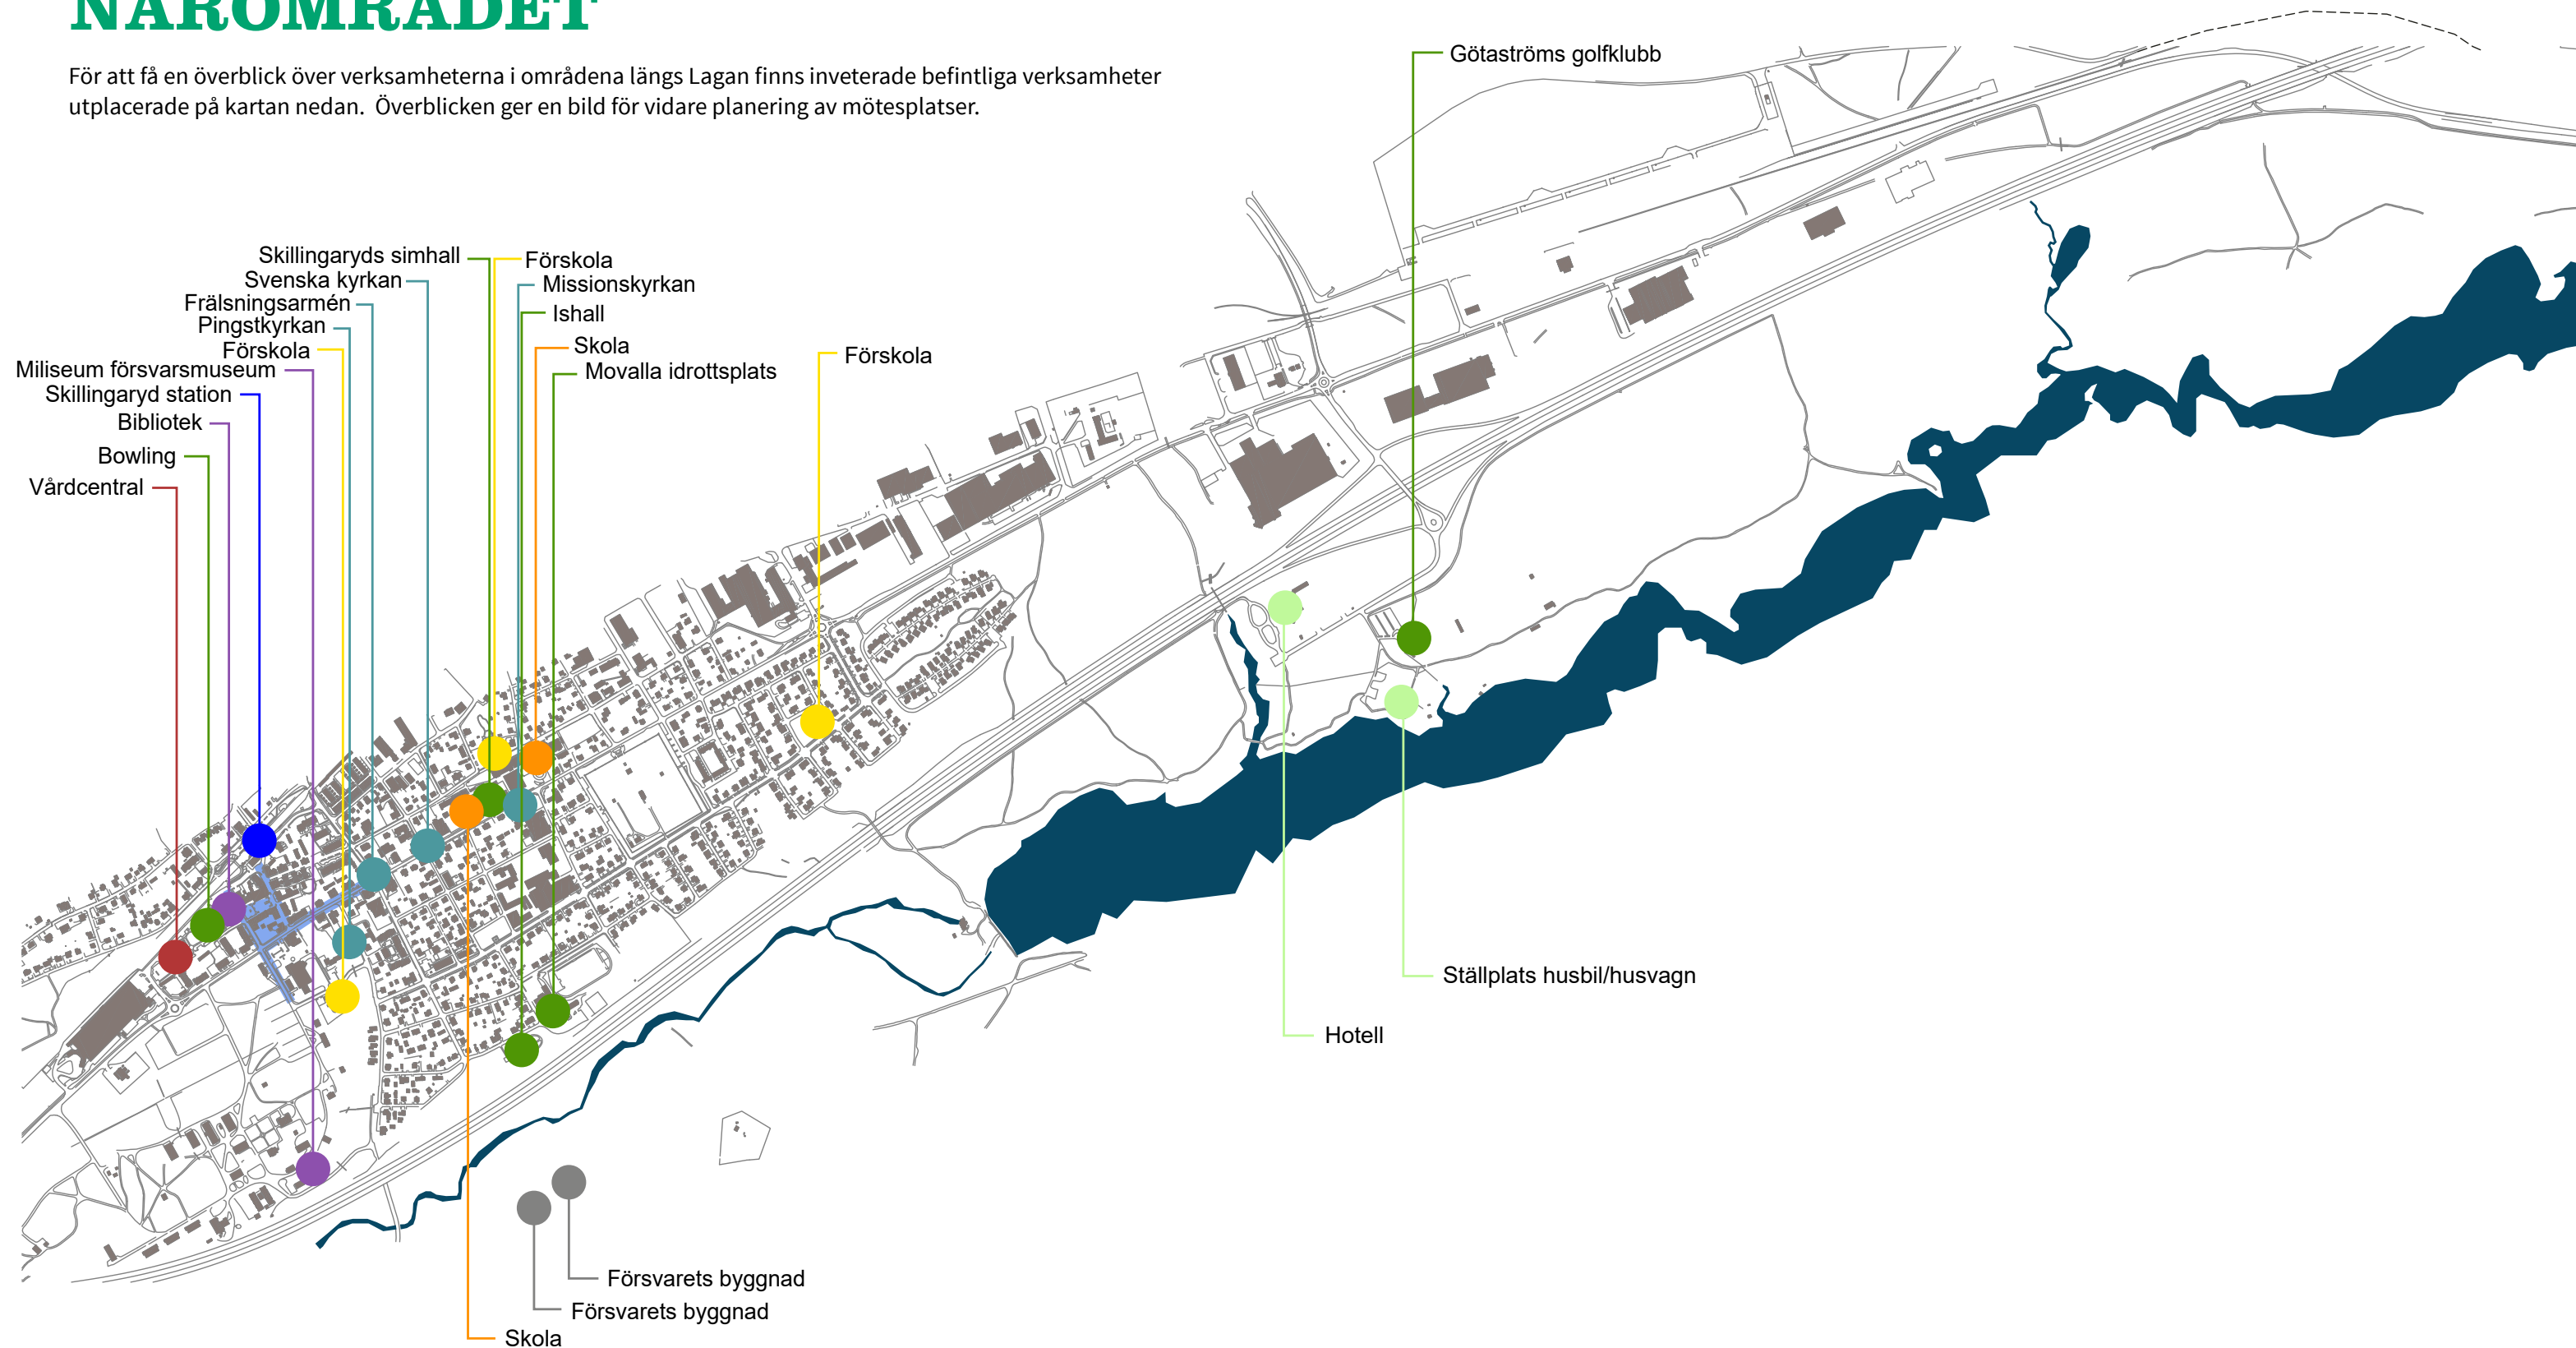 NÄROMRÅDET
För att få en överblick över verksamheterna i områdena längs Lagan finns inveterade befintliga verksamheter
utplacerade på kartan nedan.  Överblicken ger en bild för vidare planering av mötesplatser.
Götaströms golfklubb
Skillingaryds simhall
Förskola
Svenska kyrkan
Missionskyrkan
Frälsningsarmén
Ishall
Pingstkyrkan
Skola
Förskola
Förskola
Miliseum försvarsmuseum
Movalla idrottsplats
Skillingaryd station
Bibliotek
Bowling
Vårdcentral
Ställplats husbil/husvagn
Hotell
Försvarets byggnad
Försvarets byggnad
Skola